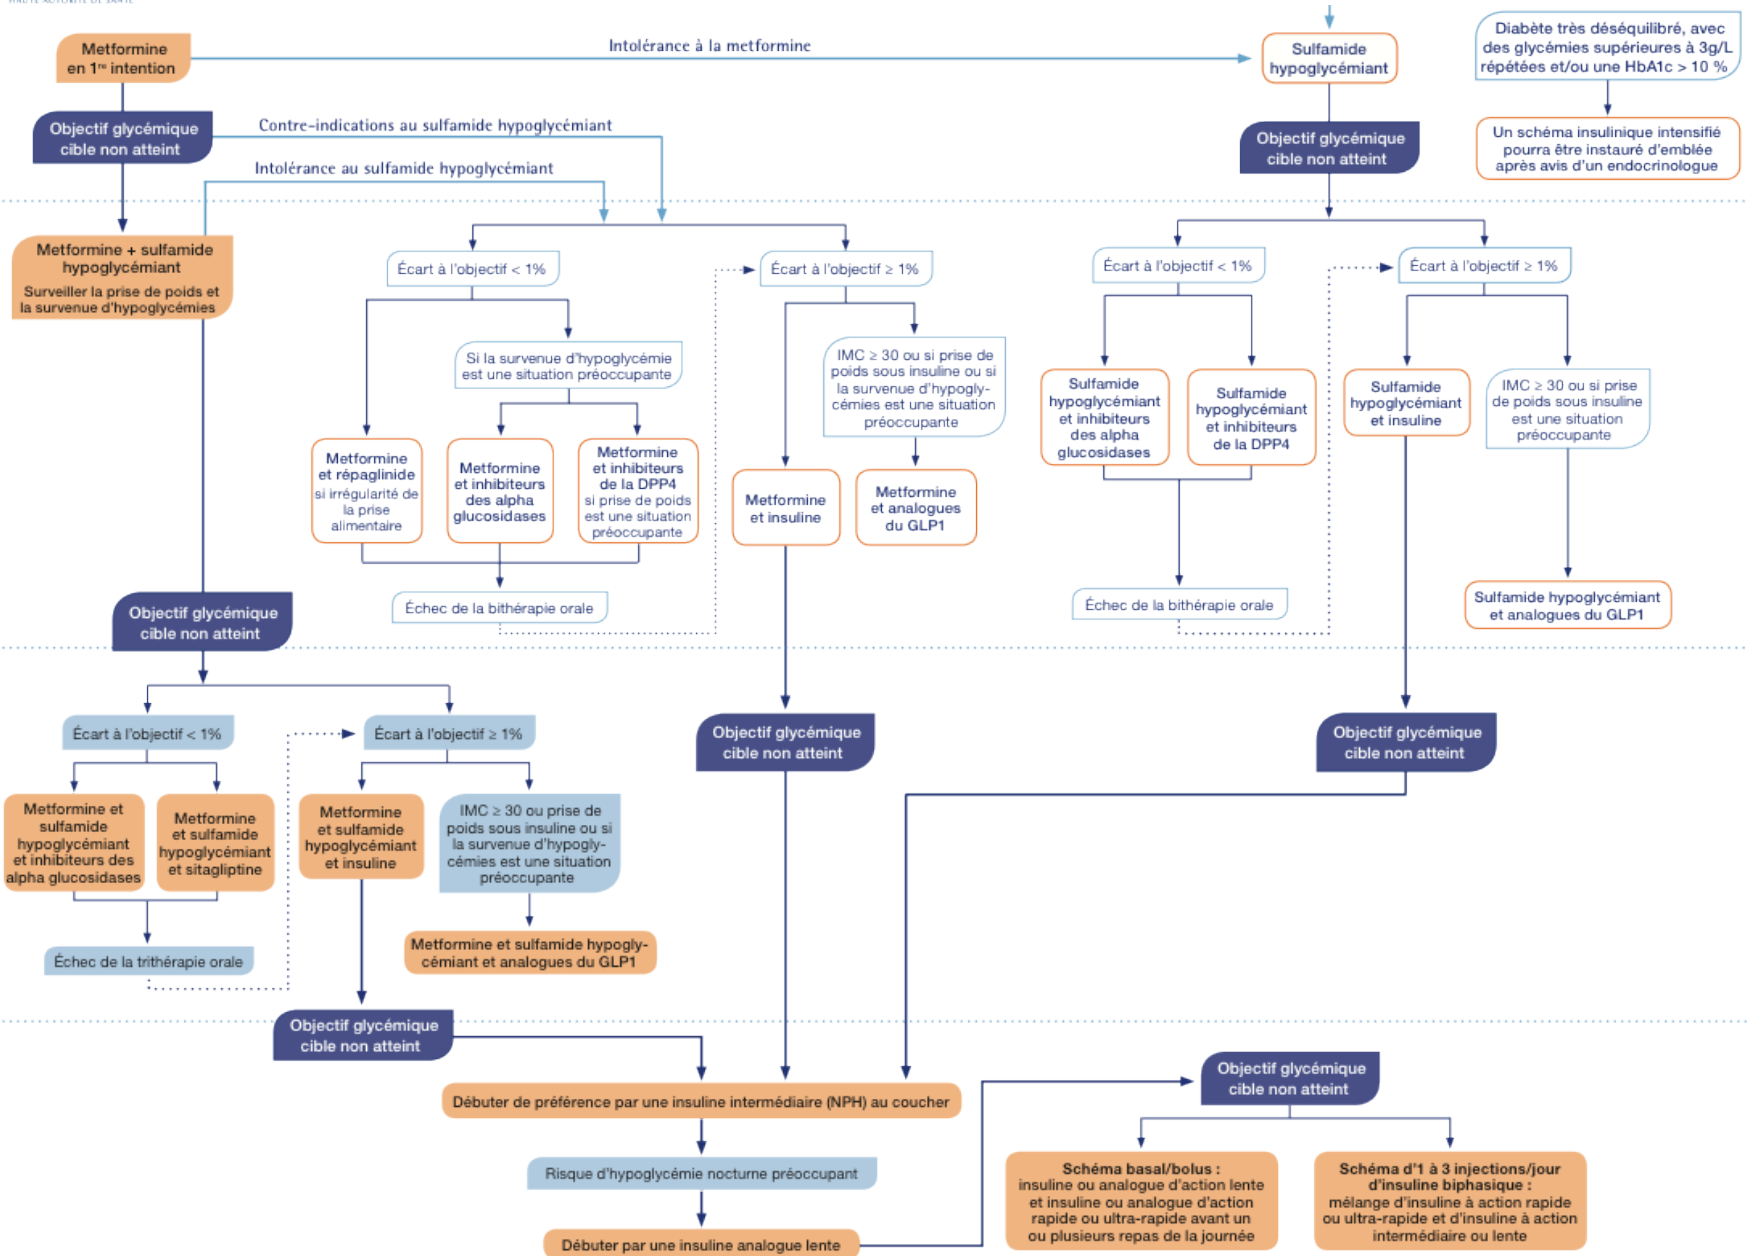 HAUTE AUTORITÉ DE SANTÉ
Metformine
en 1re intention
Intolérance à la metformine
Sulfamide
hypoglycémiant
Diabète très déséquilibré, avec
des glycémies supérieures à 3g/L
répétées et/ou une HbA1c > 10 %
Objectif glycémique
cible non atteint
Contre-indications au sulfamide hypoglycémiant
Intolérance au sulfamide hypoglycémiant
Objectif glycémique
cible non atteint
Un schéma insulinique intensifié
pourra être instauré d'emblée
après avis d'un endocrinologue
Metformine + sulfamide
hypoglycémiant
Surveiller la prise de poids et
la survenue d'hypoglycémies
Écart à l'objectif < 1%
Écart à l'objectif ≥ 1%
Écart à l'objectif < 1%
Écart à l'objectif ≥ 1%
Si la survenue d'hypoglycémie
est une situation préoccupante
IMC ≥ 30 ou si prise de
poids sous insuline ou si
la survenue d'hypogly-
cémies est une situation
préoccupante
Sulfamide
hypoglycémiant
et inhibiteurs
des alpha
glucosidases
Sulfamide
hypoglycémiant
et inhibiteurs
de la DPP4
Sulfamide
hypoglycémiant
et insuline
IMC ≥ 30 ou si prise
de poids sous insuline
est une situation
préoccupante
Metformine
et répaglinide
si irrégularité de
la prise
alimentaire
Metformine
et inhibiteurs
des alpha
glucosidases
Metformine
et inhibiteurs
de la DPP4
si prise de poids
est une situation
préoccupante
Metformine
et insuline
Metformine
et analogues
du GLP1
Échec de la bithérapie orale
Échec de la bithérapie orale
Sulfamide hypoglycémiant
et analogues du GLP1
Objectif glycémique
cible non atteint
Écart à l'objectif < 1%
Écart à l'objectif ≥ 1%
Objectif glycémique
cible non atteint
Objectif glycémique
cible non atteint
Metformine et
sulfamide
hypoglycémiant
et inhibiteurs des
alpha glucosidases
Metformine
et sulfamide
hypoglycémiant
et sitagliptine
Metformine
et sulfamide
hypoglycémiant
et insuline
IMC ≥ 30 ou prise de
poids sous insuline ou si
la survenue d'hypogly-
cémies est une situation
préoccupante
Échec de la trithérapie orale
Metformine et sulfamide hypogly-
cémiant et analogues du GLP1
Objectif glycémique
cible non atteint
Débuter de préférence par une insuline intermédiaire (NPH) au coucher
Objectif glycémique
cible non atteint
Risque d'hypoglycémie nocturne préoccupant
Débuter par une insuline analogue lente
Schéma basal/bolus :
insuline ou analogue d'action lente
et insuline ou analogue d'action
rapide ou ultra-rapide avant un
ou plusieurs repas de la journée
Schéma d'1 à 3 injections/jour
d'insuline biphasique :
mélange d'insuline à action rapide
ou ultra-rapide et d'insuline à action
intermédiaire ou lente